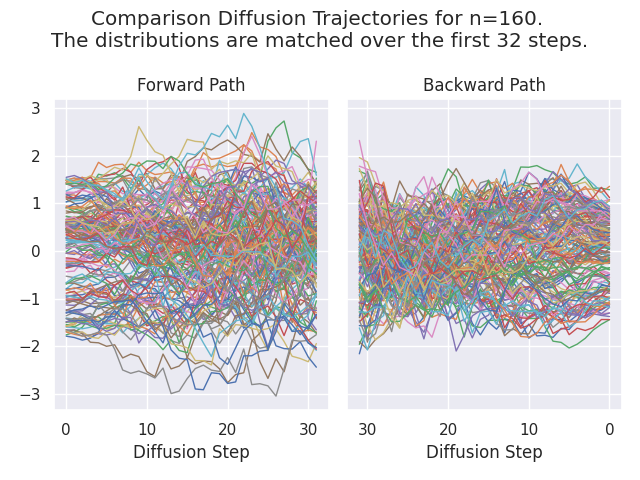 Comparison Diffusion Trajectories for n=160.
The distributions are matched over the first 32 steps.
Forward Path
Backward Path
3
2
1
0
−1
−2
−3
0 10 20 30
30 20 10 0
Diffusion Step
Diffusion Step